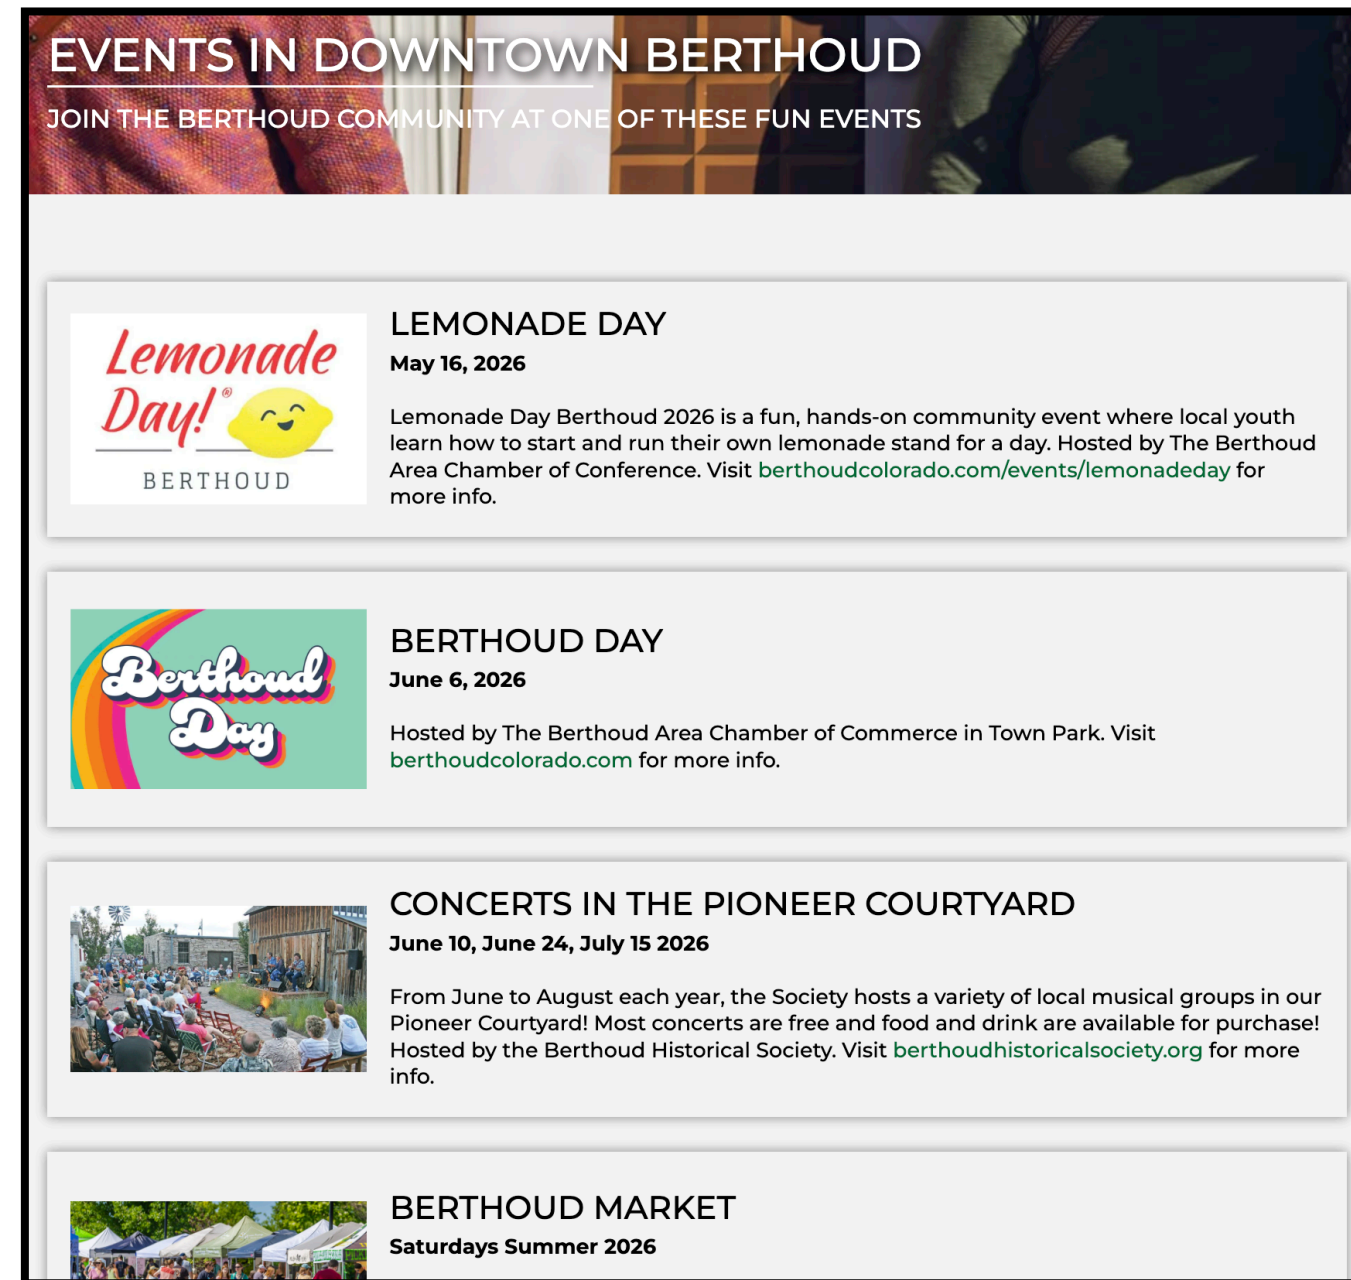 EVENTS IN DOWNTOWN BERTHOUD
JOIN THE BERTHOUD COMMUNITY AT ONE OF THESE FUN EVENTS
Lemonade
Day!®
BERTHOUD
LEMONADE DAY
May 16, 2026
Lemonade Day Berthoud 2026 is a fun, hands-on community event where local youth
learn how to start and run their own lemonade stand for a day. Hosted by The Berthoud
Area Chamber of Conference. Visit berthoudcolorado.com/events/lemonadeday for
more info.
Berthoud
Day
BERTHOUD DAY
June 6, 2026
Hosted by The Berthoud Area Chamber of Commerce in Town Park. Visit
berthoudcolorado.com for more info.
CONCERTS IN THE PIONEER COURTYARD
June 10, June 24, July 15 2026
From June to August each year, the Society hosts a variety of local musical groups in our
Pioneer Courtyard! Most concerts are free and food and drink are available for purchase!
Hosted by the Berthoud Historical Society. Visit berthoudhistoricalsociety.org for more
info.
BERTHOUD MARKET
Saturdays Summer 2026